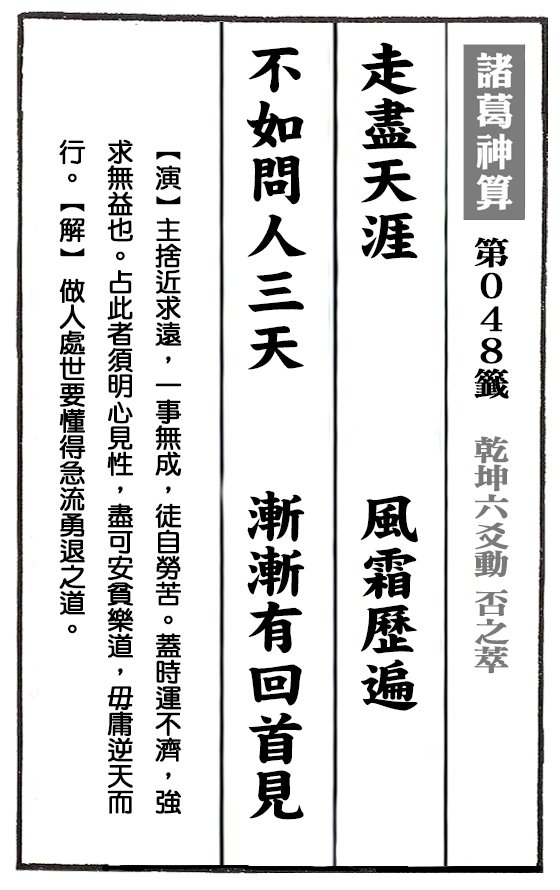 諸葛神算 第048籤 乾坤六爻動 否之萃
走盡天涯 風霜歷遍
不如問人三天 漸漸有回首見
【演】主捨近求遠，一事無成，徒自勞苦。蓋時運不濟，強
求無益也。占此者須明心見性，盡可安貧樂道，毋庸逆天而
行。【解】 做人處世要懂得急流勇退之道。